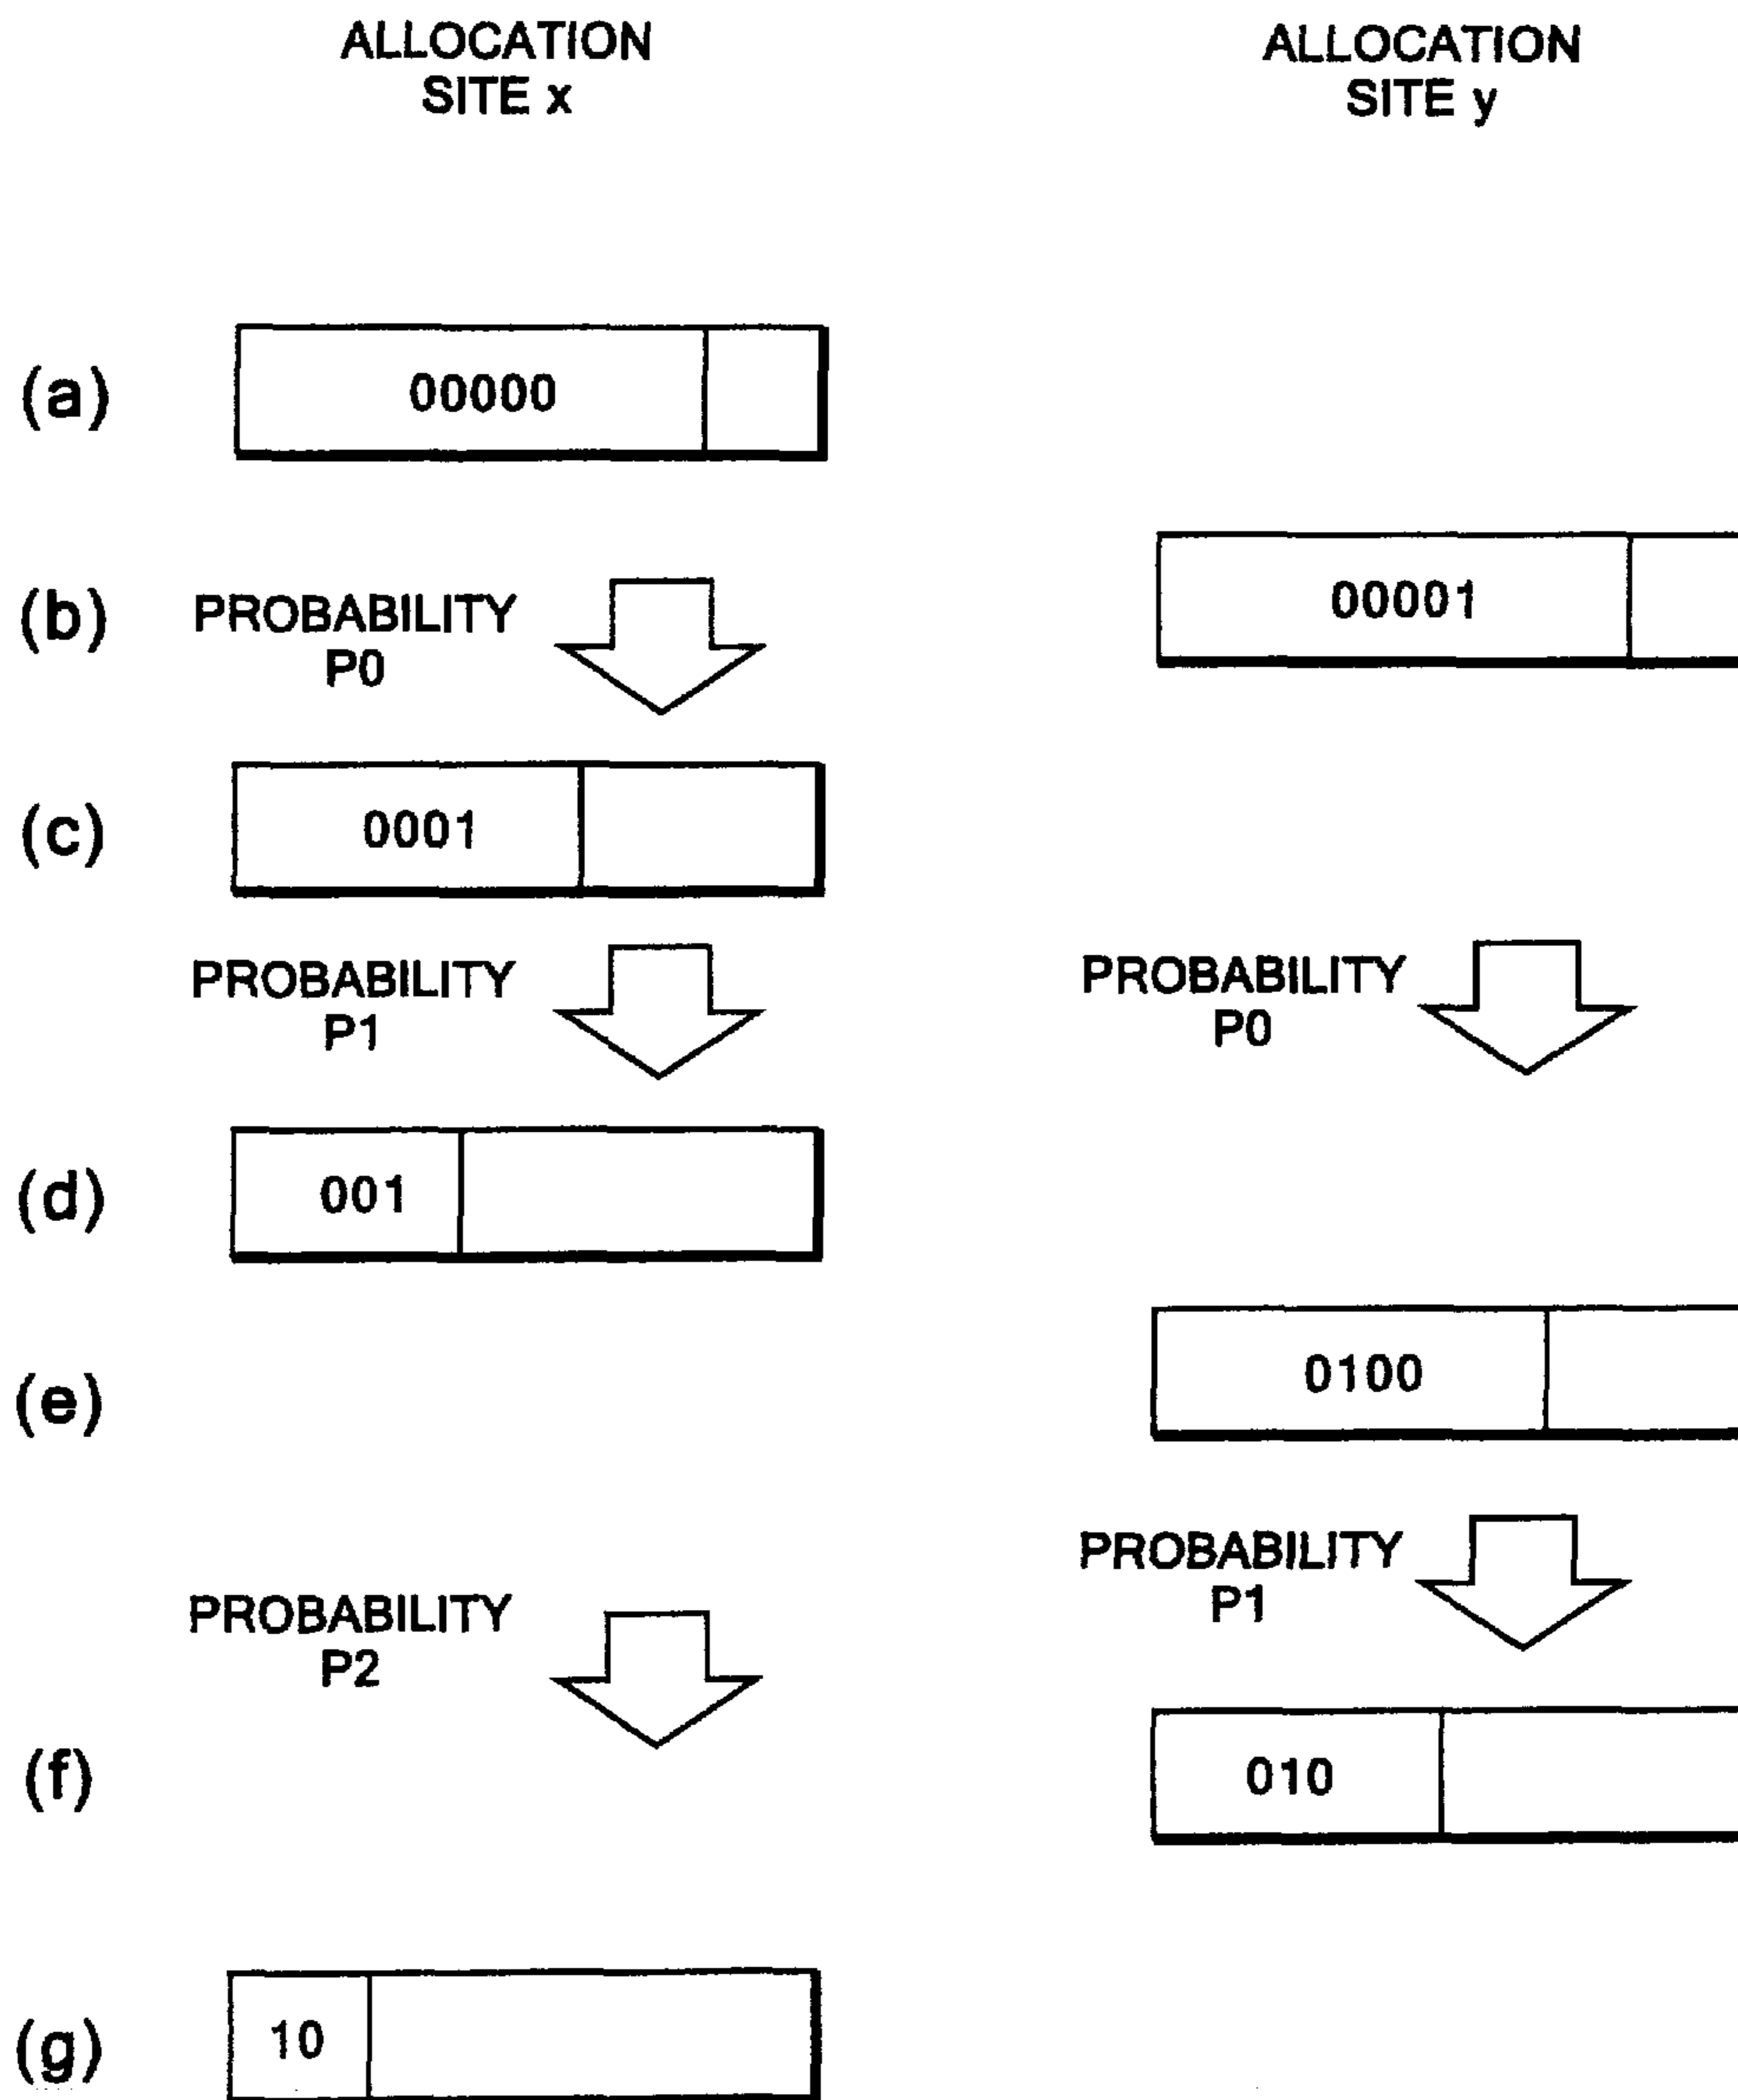 ALLOCATION
SITE x
ALLOCATION
SITE y
(a)
00000
(b)
PROBABILITY
P0
00001
(c)
0001
PROBABILITY
P1
PROBABILITY
P0
(d)
001
(e)
0100
PROBABILITY
P2
PROBABILITY
P1
(f)
010
(g)
10